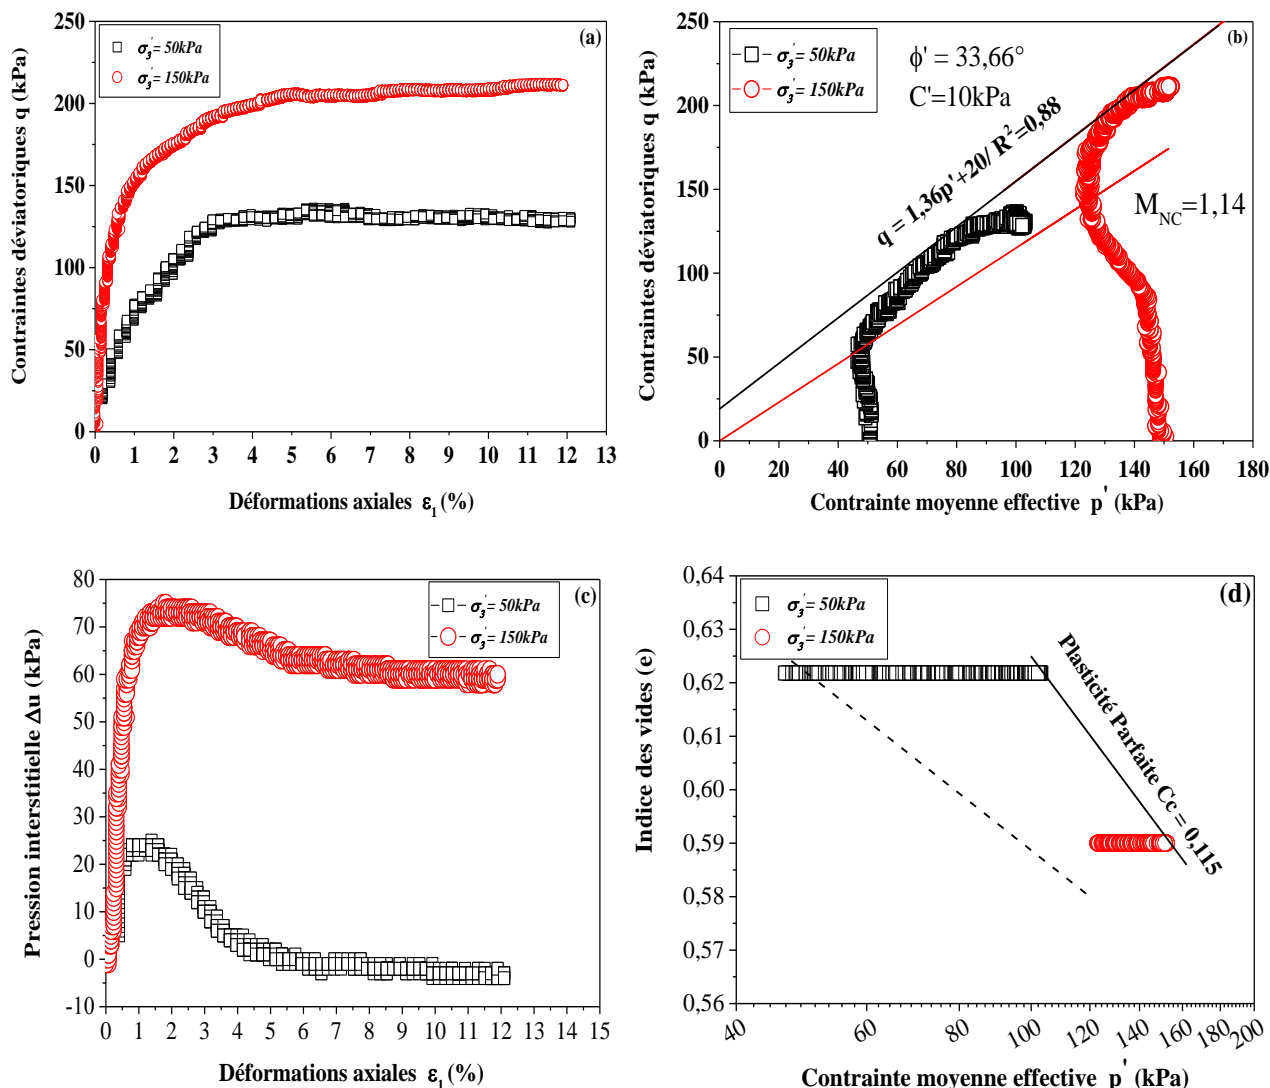 250
200
150
100
50
0
Contraintes déviatoriques q (kPa)
(a)
σ3' = 50kPa
σ3' = 150kPa
0 1 2 3 4 5 6 7 8 9 10 11 12 13
Déformations axiales ε1 (%)
250
200
150
100
50
0
Contraintes déviatoriques q (kPa)
(b)
σ3' = 50kPa
σ3' = 150kPa
ϕ' = 33,66°
C'=10kPa
q = 1,36p'+20/ R²=0,88
MNC=1,14
0 20 40 60 80 100 120 140 160 180
Contrainte moyenne effective p' (kPa)
80
70
60
50
40
30
20
10
0
-10
Pression interstitielle Δu (kPa)
(c)
σ3' = 50kPa
σ3' = 150kPa
0 1 2 3 4 5 6 7 8 9 10 11 12 13 14 15
Déformations axiales ε1 (%)
0,64
0,63
0,62
0,61
0,60
0,59
0,58
0,57
0,56
Indice des vides (e)
(d)
σ3' = 50kPa
σ3' = 150kPa
Plasticité Parfaite Cc = 0,115
40 60 80 100 120 140 160 180 200
Contrainte moyenne effective p' (kPa)